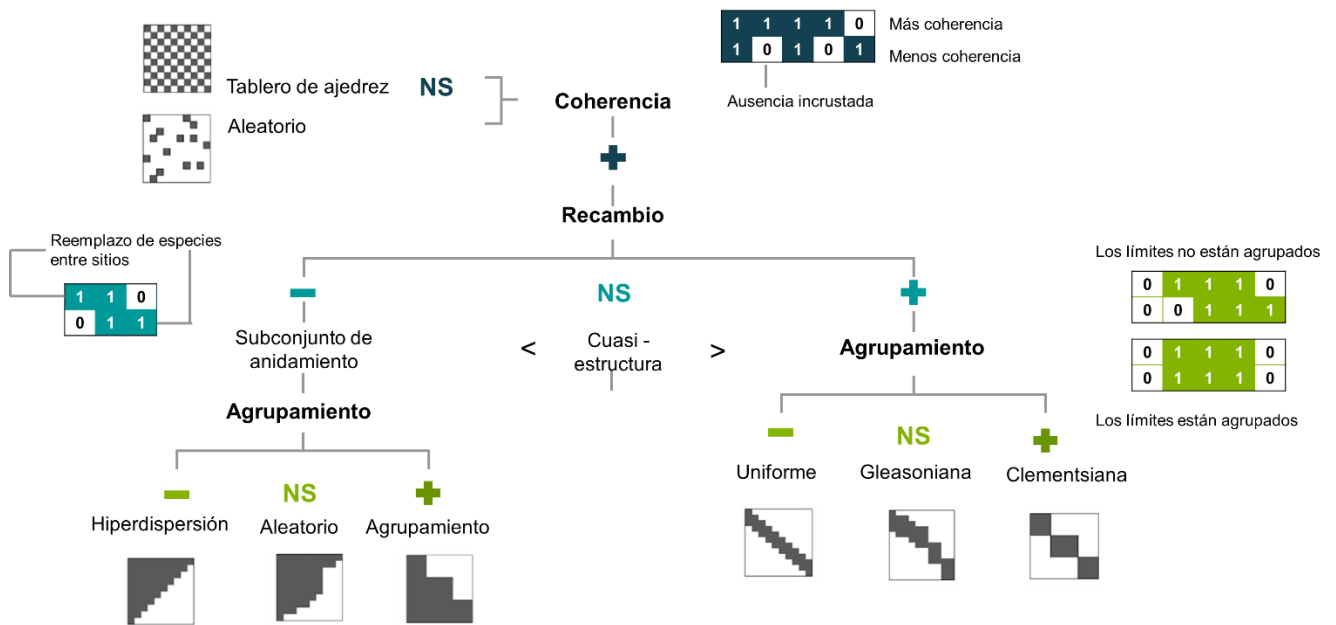 1 1 1 1 0
Más coherencia
1 0 1 0 1
Menos coherencia
Ausencia incrustada
Tablero de ajedrez
NS
Aleatorio
Coherencia
+
Recambio
Reemplazo de especies
entre sitios
1 1 0
0 1 1
−
NS
+
Subconjunto de
anidamiento
<
Cuasi -
estructura
>
Agrupamiento
Los límites no están agrupados
0 1 1 1 0
0 0 1 1 1
0 1 1 1 0
0 1 1 1 0
Los límites están agrupados
Agrupamiento
−
NS
+
Hiperdispersión
Aleatorio
Agrupamiento
−
NS
+
Uniforme
Gleasoniana
Clementsiana